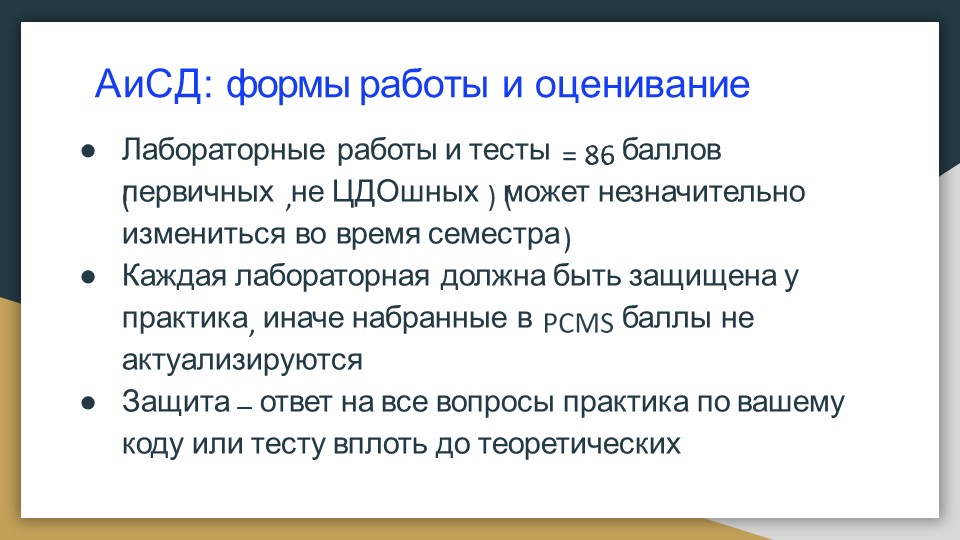 АиСД: формы работы и оценивание
● Лабораторные работы и тесты = 86 баллов
(первичных, не ЦДОшных) (может незначительно
измениться во время семестра)
● Каждая лабораторная должна быть защищена у
практика, иначе набранные в PCMS баллы не
актуализируются
● Защита – ответ на все вопросы практика по вашему
коду или тесту вплоть до теоретических